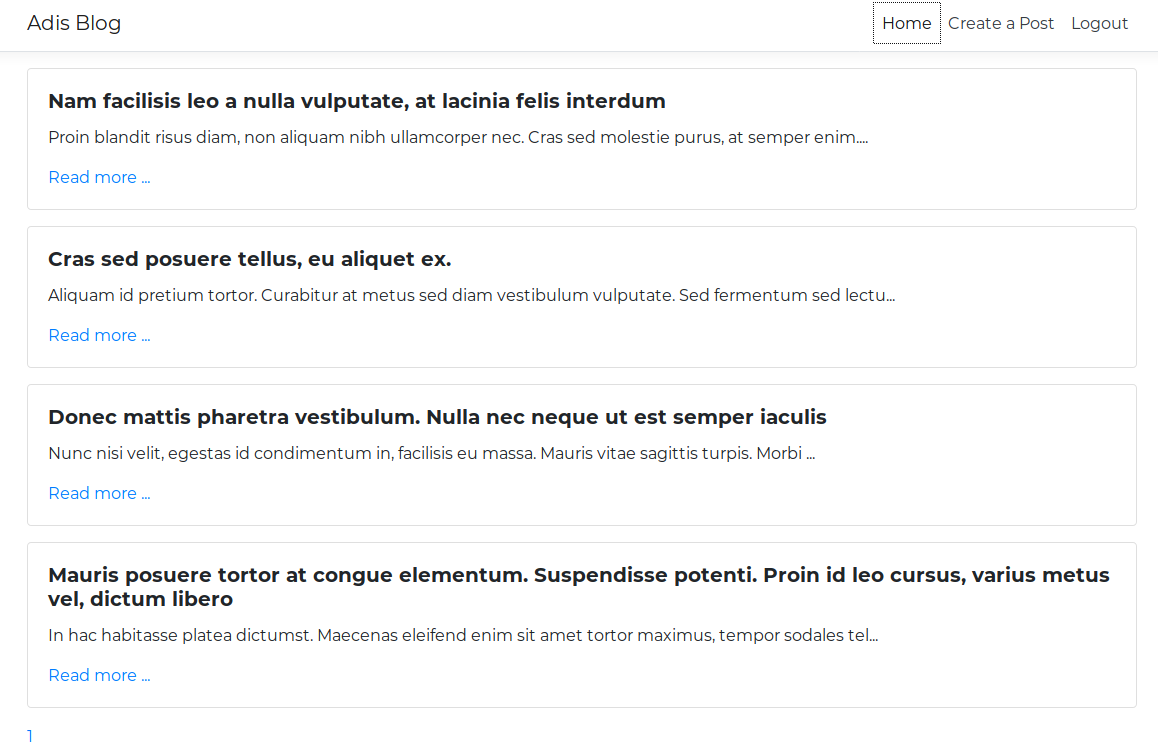 Adis Blog
Home Create a Post Logout
Nam facilisis leo a nulla vulputate, at lacinia felis interdum
Proin blandit risus diam, non aliquam nibh ullamcorper nec. Cras sed molestie purus, at semper enim....
Read more ...
Cras sed posuere tellus, eu aliquet ex.
Aliquam id pretium tortor. Curabitur at metus sed diam vestibulum vulputate. Sed fermentum sed lectu...
Read more ...
Donec mattis pharetra vestibulum. Nulla nec neque ut est semper iaculis
Nunc nisi velit, egestas id condimentum in, facilisis eu massa. Mauris vitae sagittis turpis. Morbi ...
Read more ...
Mauris posuere tortor at congue elementum. Suspendisse potenti. Proin id leo cursus, varius metus
vel, dictum libero
In hac habitasse platea dictumst. Maecenas eleifend enim sit amet tortor maximus, tempor sodales tel...
Read more ...
1